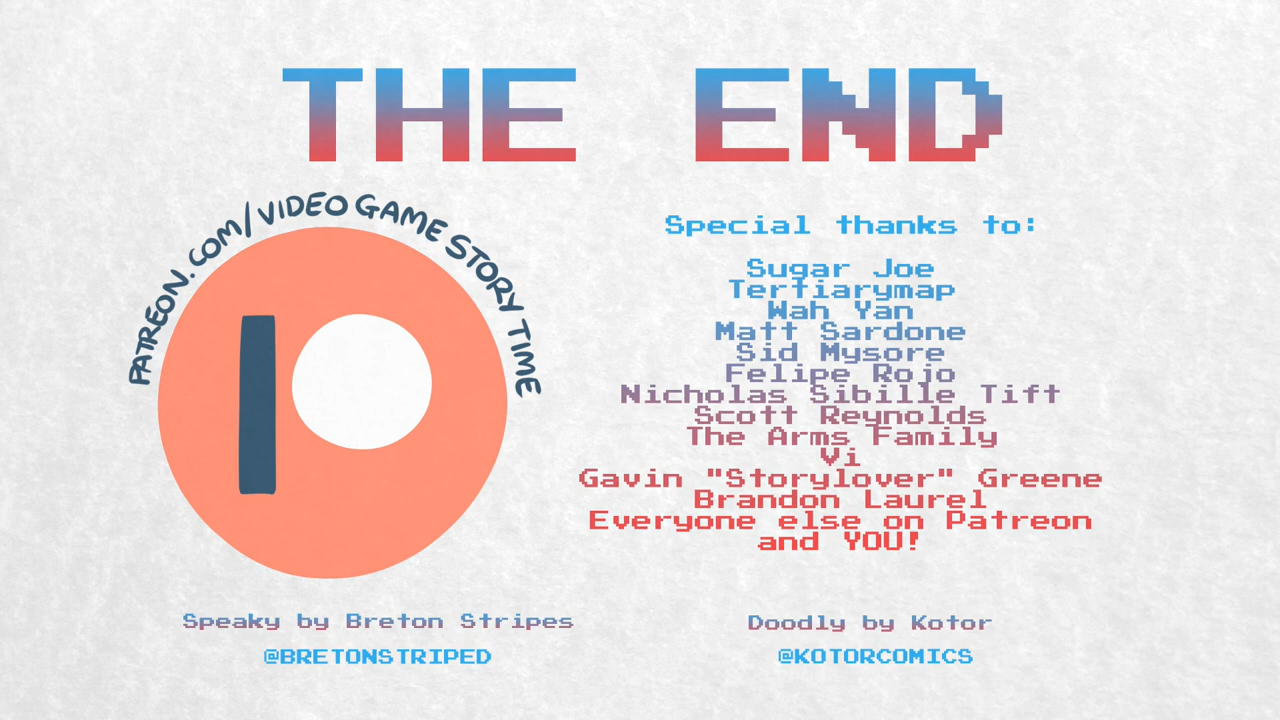 THE END
PATREON.COM/VIDEO GAME STORY TIME
Special thanks to:
Sugar Joe
Tertiarymap
Wah Yan
Matt Sardone
Sid Mysore
Felipe Rojo
Nicholas Sibille Tift
Scott Reynolds
The Arms Family
Vi
Gavin "Storylover" Greene
Brandon Laurel
Everyone else on Patreon
and YOU!
Speaky by Breton Stripes
@BRETONSTRIPED
Doodly by Kotor
@KOTORCOMICS